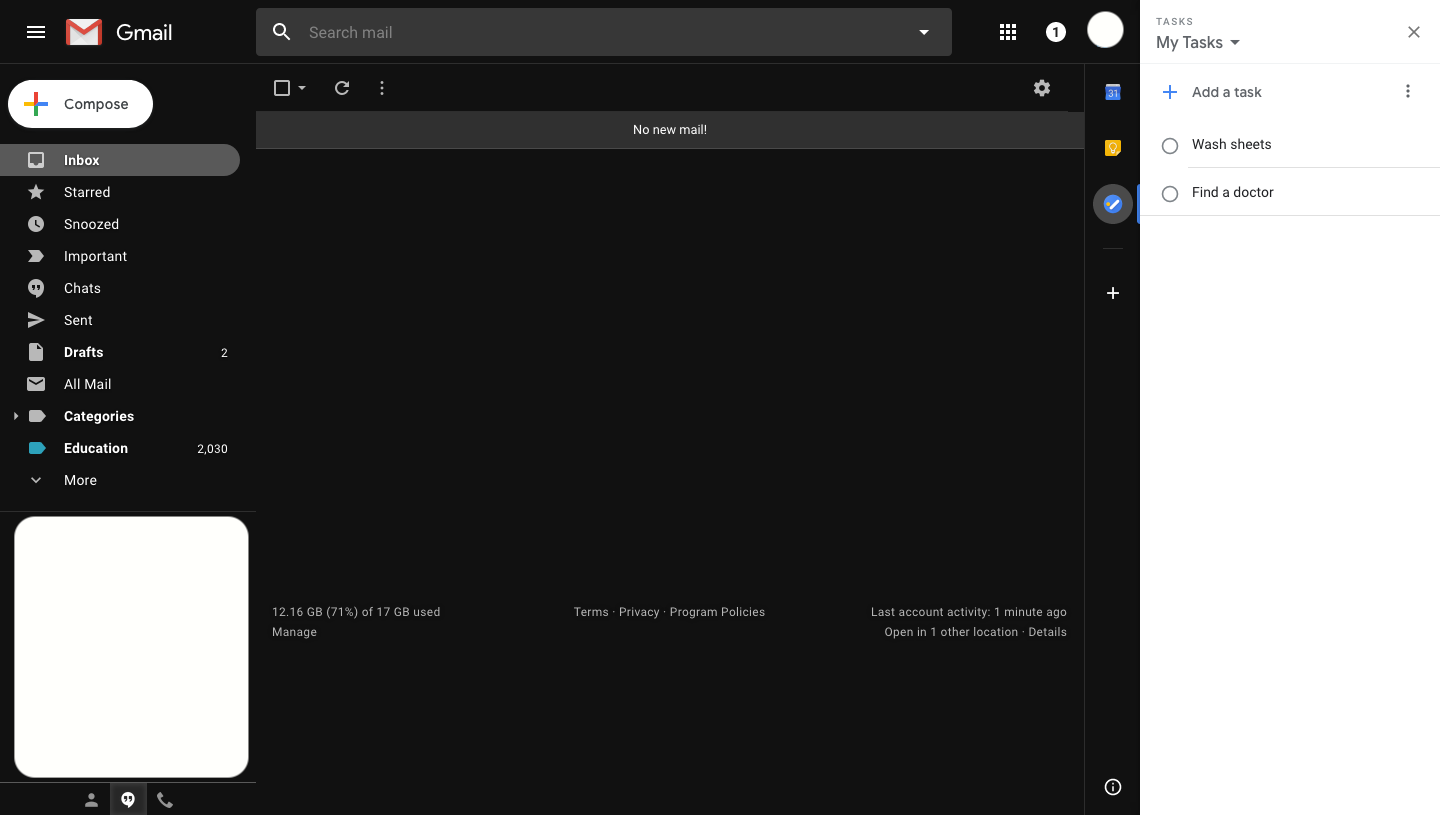 Gmail
Search mail
1
TASKS
My Tasks
Compose
31
Add a task
No new mail!
Wash sheets
Find a doctor
Inbox
Starred
Snoozed
Important
Chats
Sent
Drafts 2
All Mail
Categories
Education 2,030
More
12.16 GB (71%) of 17 GB used
Manage
Terms · Privacy · Program Policies
Last account activity: 1 minute ago
Open in 1 other location · Details